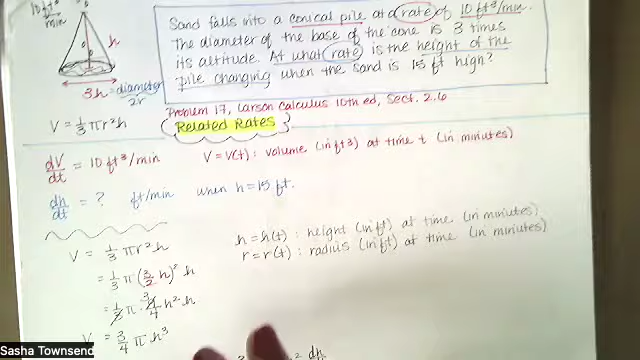 10 ft³/min
Sand falls into a conical pile at a rate of 10 ft³/min.
The diameter of the base of the cone is 3 times
its altitude. At what rate is the height of the
pile changing when the sand is 15 ft high?
h
3h = diameter
2r
Problem 17, Larson Calculus 10th ed, Sect. 2.6
V = 1/3 πr²h
Related Rates
dV/dt = 10 ft³/min
V = V(t): volume (in ft³) at time t (in minutes)
dh/dt = ? ft/min when h = 15 ft.
V = 1/3 πr²h
h = h(t): height (in ft) at time (in minutes)
r = r(t): radius (in ft) at time (in minutes)
= 1/3 π(3/2 h)² h
= 1/3 π · 9/4 h² · h
3
V = 3/4 π h³
dh
Sasha Townsend